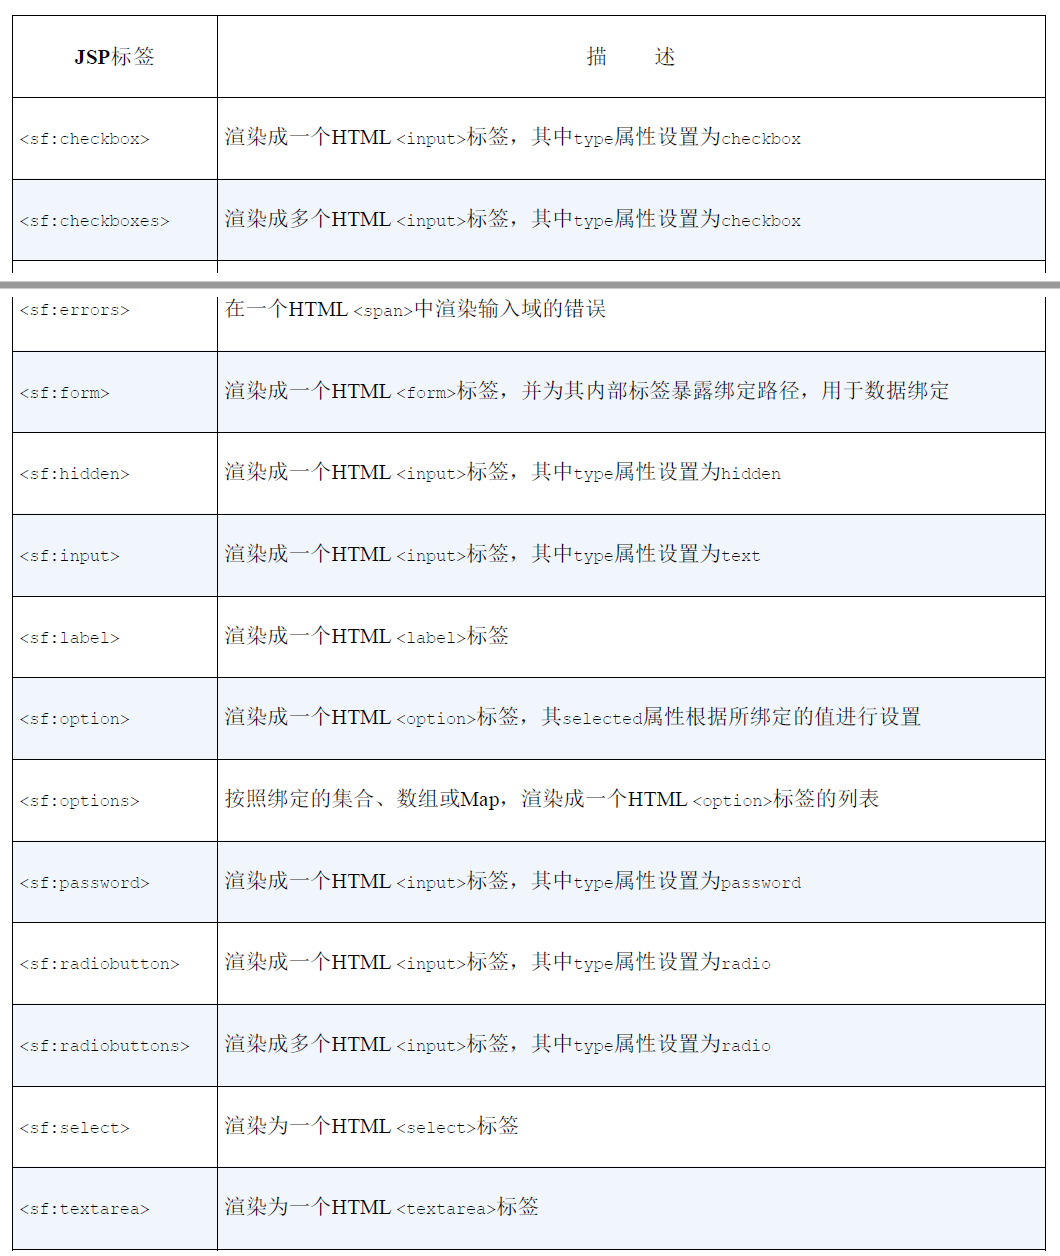 JSP标签 描 述
<sf:checkbox> 渲染成一个HTML <input>标签，其中type属性设置为checkbox
<sf:checkboxes> 渲染成多个HTML <input>标签，其中type属性设置为checkbox
<sf:errors> 在一个HTML <span>中渲染输入域的错误
<sf:form> 渲染成一个HTML <form>标签，并为其内部标签暴露绑定路径，用于数据绑定
<sf:hidden> 渲染成一个HTML <input>标签，其中type属性设置为hidden
<sf:input> 渲染成一个HTML <input>标签，其中type属性设置为text
<sf:label> 渲染成一个HTML <label>标签
<sf:option> 渲染成一个HTML <option>标签，其selected属性根据所绑定的值进行设置
<sf:options> 按照绑定的集合、数组或Map，渲染成一个HTML <option>标签的列表
<sf:password> 渲染成一个HTML <input>标签，其中type属性设置为password
<sf:radiobutton> 渲染成一个HTML <input>标签，其中type属性设置为radio
<sf:radiobuttons> 渲染成多个HTML <input>标签，其中type属性设置为radio
<sf:select> 渲染为一个HTML <select>标签
<sf:textarea> 渲染为一个HTML <textarea>标签